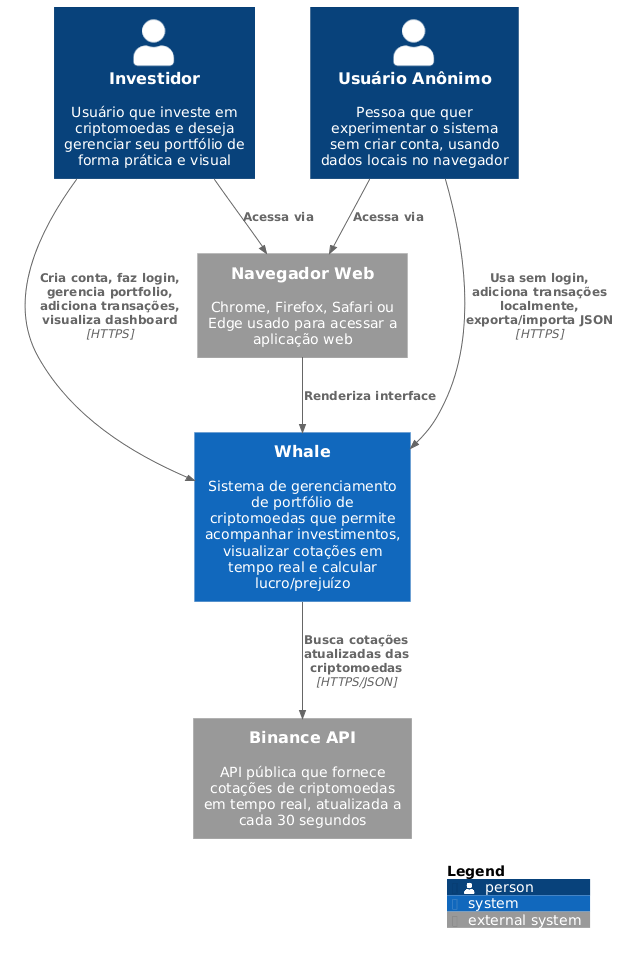 Investidor
Usuário que investe em
criptomoedas e deseja
gerenciar seu portfólio de
forma prática e visual
Usuário Anônimo
Pessoa que quer
experimentar o sistema
sem criar conta, usando
dados locais no navegador
Acessa via
Acessa via
Cria conta, faz login,
gerencia portfolio,
adiciona transações,
visualiza dashboard
[HTTPS]
Navegador Web
Chrome, Firefox, Safari ou
Edge usado para acessar a
aplicação web
Usa sem login,
adiciona transações
localmente,
exporta/importa JSON
[HTTPS]
Renderiza interface
Whale
Sistema de gerenciamento
de portfólio de
criptomoedas que permite
acompanhar investimentos,
visualizar cotações em
tempo real e calcular
lucro/prejuízo
Busca cotações
atualizadas das
criptomoedas
[HTTPS/JSON]
Binance API
API pública que fornece
cotações de criptomoedas
em tempo real, atualizada a
cada 30 segundos
Legend
person
system
external system